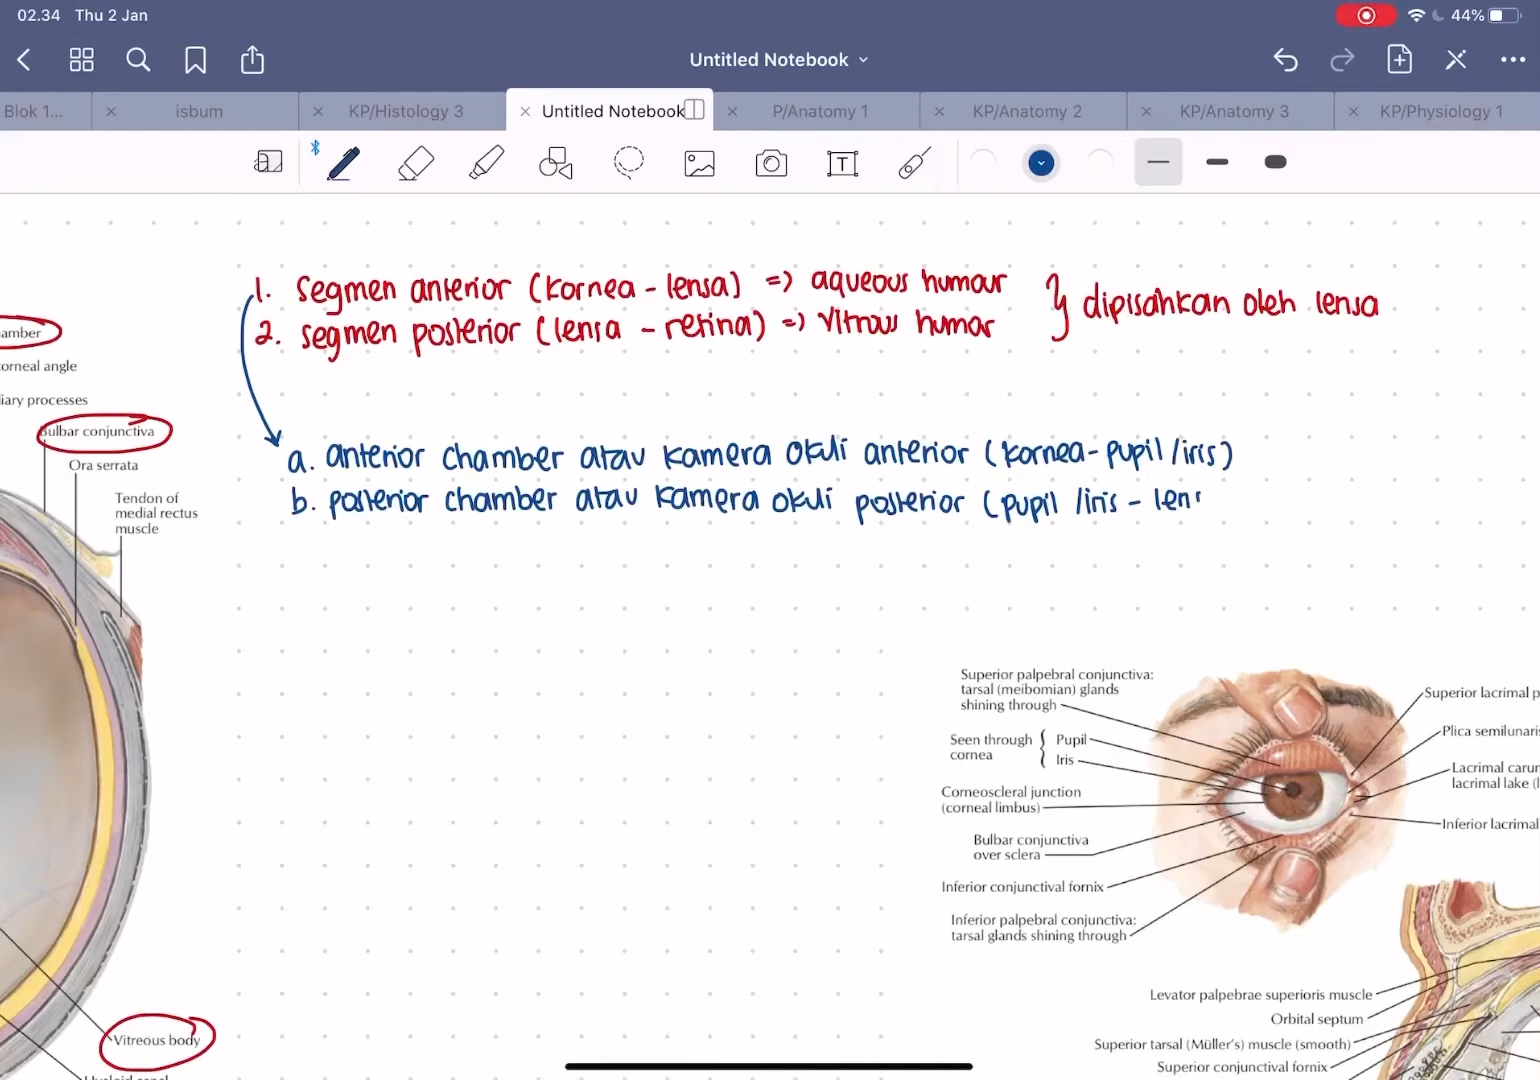 02.34 Thu 2 Jan
44%
Untitled Notebook
Blok 1...
isbum
KP/Histology 3
Untitled Notebook
P/Anatomy 1
KP/Anatomy 2
KP/Anatomy 3
KP/Physiology 1
1. segmen anterior (kornea - lensa) => aqueous humour
2. segmen posterior (lensa - retina) => vitrous humor
} dipisahkan oleh lensa
a. anterior chamber atau kamera okuli anterior (kornea - pupil/iris)
b. posterior chamber atau kamera okuli posterior (pupil /iris - len
amber
orneal angle
iary processes
Bulbar conjunctiva
Ora serrata
Tendon of
medial rectus
muscle
Vitreous body
Superior palpebral conjunctiva:
tarsal (meibomian) glands
shining through
Seen through
cornea
{ Pupil
{ Iris
Corneoscleral junction
(corneal limbus)
Bulbar conjunctiva
over sclera
Inferior conjunctival fornix
Inferior palpebral conjunctiva:
tarsal glands shining through
Superior lacrimal p
Plica semilunaris
Lacrimal carun
lacrimal lake (l
Inferior lacrimal
Levator palpebrae superioris muscle
Orbital septum
Superior tarsal (Müller's) muscle (smooth)
Superior conjunctival fornix